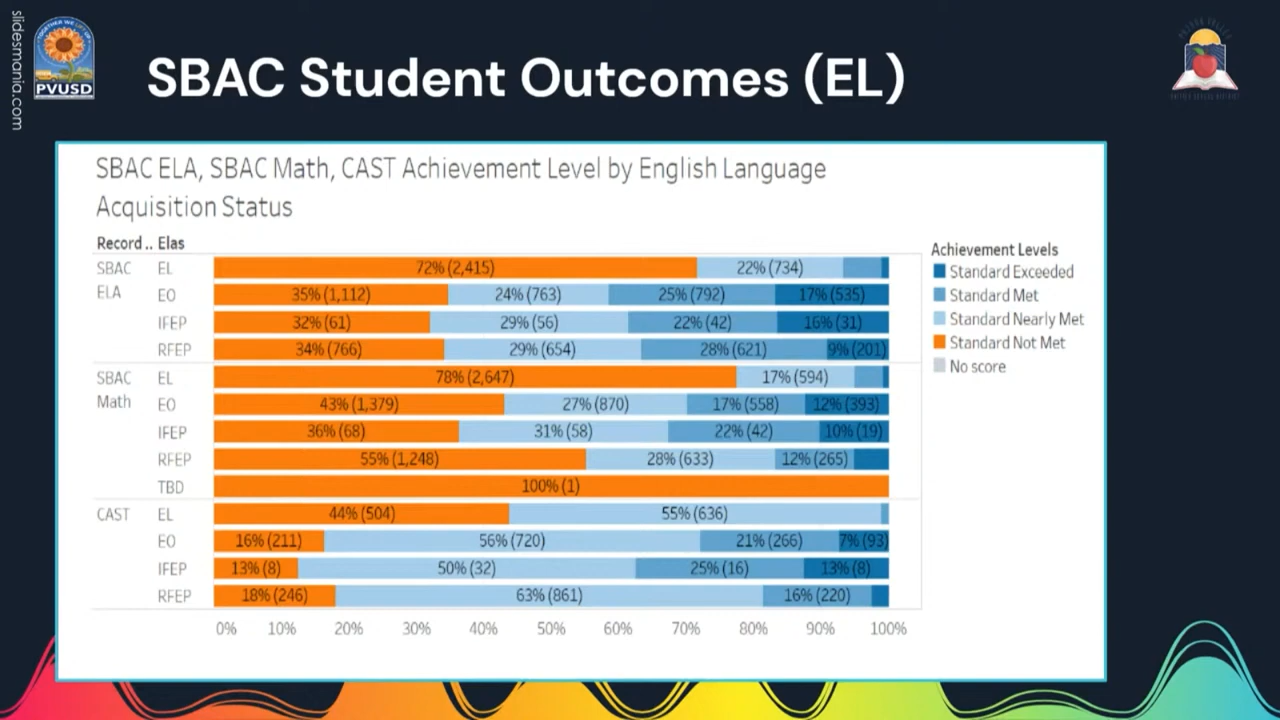 slidesmania.com
TOGETHER WE LIFT UP
PVUSD
SBAC Student Outcomes (EL)
SBAC ELA, SBAC Math, CAST Achievement Level by English Language
Acquisition Status
Record .. Elas
SBAC EL 72% (2,415) 22% (734)
ELA EO 35% (1,112) 24% (763) 25% (792) 17% (535)
IFEP 32% (61) 29% (56) 22% (42) 16% (31)
RFEP 34% (766) 29% (654) 28% (621) 9% (201)
SBAC EL 78% (2,647) 17% (594)
Math EO 43% (1,379) 27% (870) 17% (558) 12% (393)
IFEP 36% (68) 31% (58) 22% (42) 10% (19)
RFEP 55% (1,248) 28% (633) 12% (265)
TBD 100% (1)
CAST EL 44% (504) 55% (636)
EO 16% (211) 56% (720) 21% (266) 7% (93)
IFEP 13% (8) 50% (32) 25% (16) 13% (8)
RFEP 18% (246) 63% (861) 16% (220)
0% 10% 20% 30% 40% 50% 60% 70% 80% 90% 100%
Achievement Levels
Standard Exceeded
Standard Met
Standard Nearly Met
Standard Not Met
No score